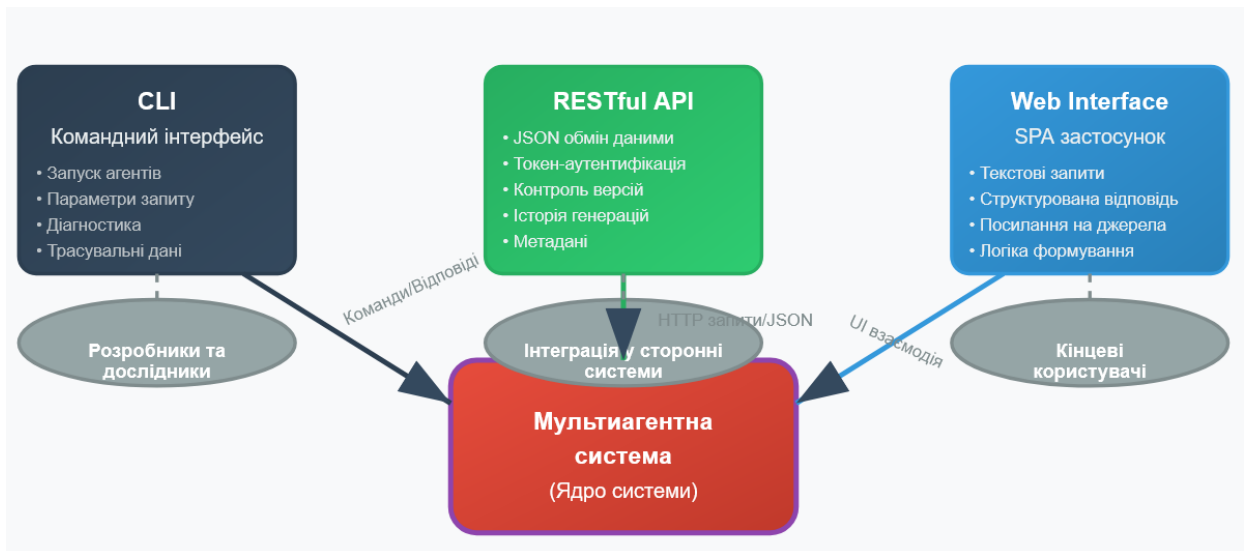 CLI
Командний інтерфейс
• Запуск агентів
• Параметри запиту
• Діагностика
• Трасувальні дані
RESTful API
• JSON обмін даними
• Токен-аутентифікація
• Контроль версій
• Історія генерацій
• Метадані
Web Interface
SPA застосунок
• Текстові запити
• Структурована відповідь
• Посилання на джерела
• Логіка формування
Команди/Відповіді
HTTP запити/JSON
UI взаємодія
Розробники та
дослідники
Інтеграція у сторонні
системи
Кінцеві
користувачі
Мультиагентна
система
(Ядро системи)